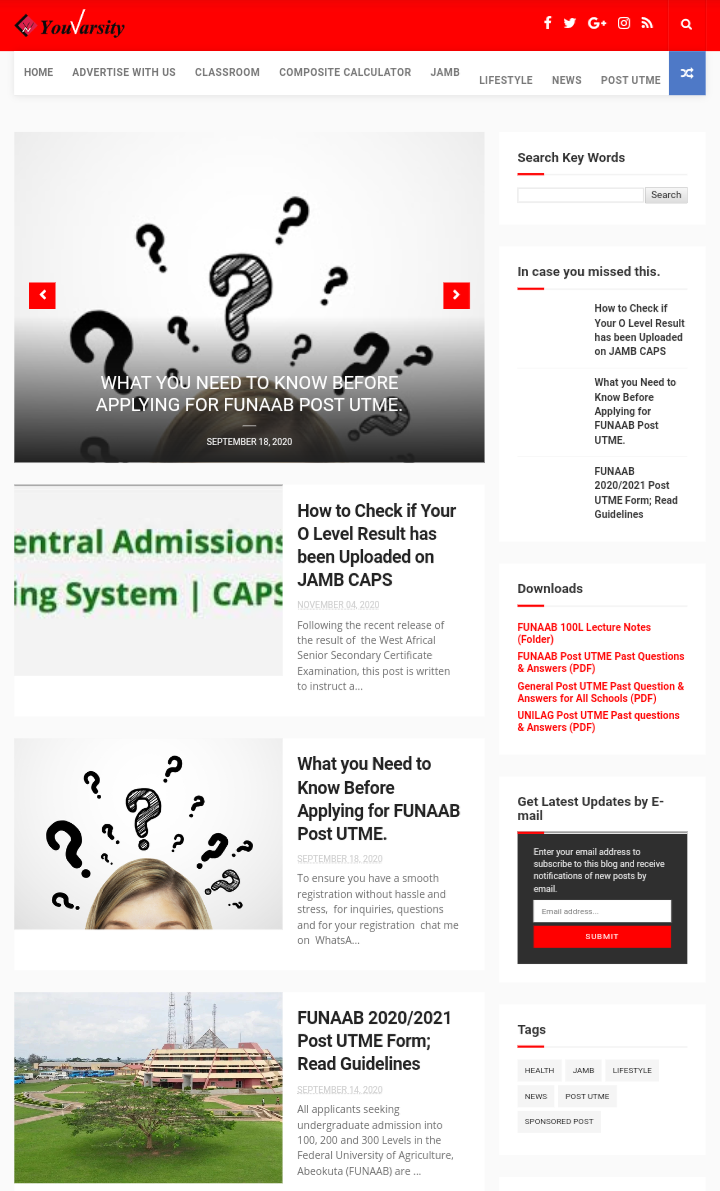 YouVarsity
HOME
ADVERTISE WITH US
CLASSROOM
COMPOSITE CALCULATOR
JAMB
LIFESTYLE
NEWS
POST UTME
WHAT YOU NEED TO KNOW BEFORE
APPLYING FOR FUNAAB POST UTME.
SEPTEMBER 18, 2020
entral Admissions
ing System | CAPS
How to Check if Your
O Level Result has
been Uploaded on
JAMB CAPS
NOVEMBER 04, 2020
Following the recent release of
the result of the West Africal
Senior Secondary Certificate
Examination, this post is written
to instruct a...
What you Need to
Know Before
Applying for FUNAAB
Post UTME.
SEPTEMBER 18, 2020
To ensure you have a smooth
registration without hassle and
stress, for inquiries, questions
and for your registration chat me
on WhatsA...
FUNAAB 2020/2021
Post UTME Form;
Read Guidelines
SEPTEMBER 14, 2020
All applicants seeking
undergraduate admission into
100, 200 and 300 Levels in the
Federal University of Agriculture,
Abeokuta (FUNAAB) are ...
Search Key Words
Search
In case you missed this.
How to Check if
Your O Level Result
has been Uploaded
on JAMB CAPS
What you Need to
Know Before
Applying for
FUNAAB Post
UTME.
FUNAAB
2020/2021 Post
UTME Form; Read
Guidelines
Downloads
FUNAAB 100L Lecture Notes
(Folder)
FUNAAB Post UTME Past Questions
& Answers (PDF)
General Post UTME Past Question &
Answers for All Schools (PDF)
UNILAG Post UTME Past questions
& Answers (PDF)
Get Latest Updates by E-
mail
Enter your email address to
subscribe to this blog and receive
notifications of new posts by
email.
Email address...
SUBMIT
Tags
HEALTH
JAMB
LIFESTYLE
NEWS
POST UTME
SPONSORED POST